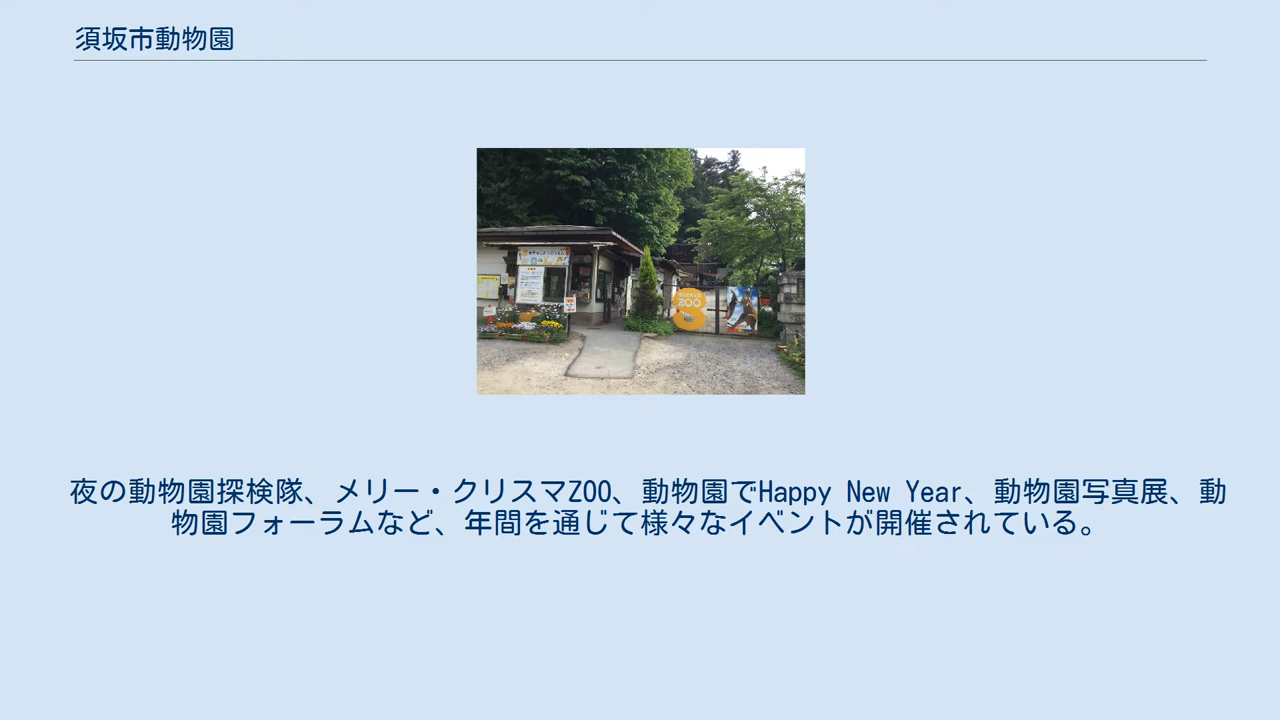 須坂市動物園
ZOO
夜の動物園探検隊、メリー・クリスマZOO、動物園でHappy New Year、動物園写真展、動
物園フォーラムなど、年間を通じて様々なイベントが開催されている。